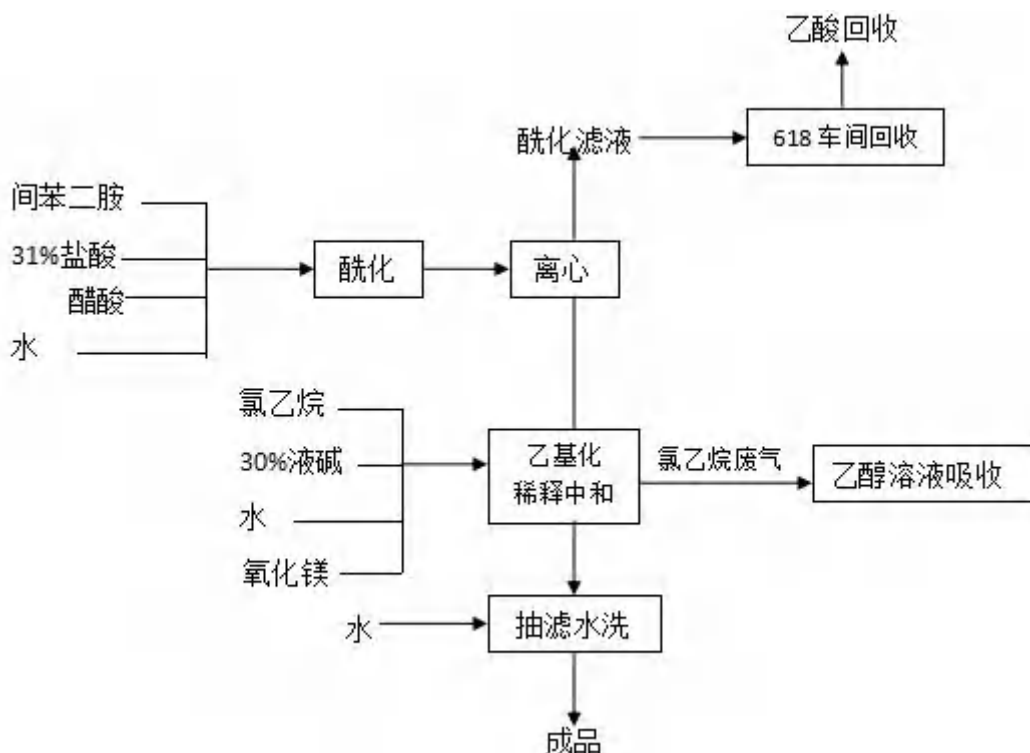 乙酸回收
酰化滤液
618 车间回收
间苯二胺
31%盐酸
醋酸
水
酰化
离心
氯乙烷
30%液碱
水
氧化镁
乙基化
稀释中和
氯乙烷废气
乙醇溶液吸收
水
抽滤水洗
成品